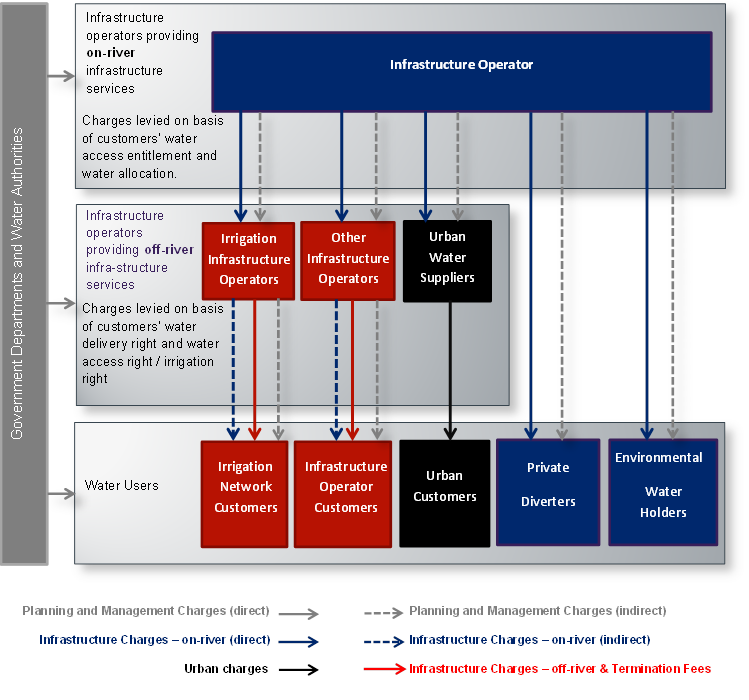 Government Departments and Water Authorities
Infrastructure
operators providing
on-river
infrastructure
services
Charges levied on basis
of customers' water
access entitlement and
water allocation.
Infrastructure Operator
Infrastructure
operators
providing off-river
infra-structure
services
Charges levied on basis
of customers' water
delivery right and water
access right / irrigation
right
Irrigation
Infrastructure
Operators
Other
Infrastructure
Operators
Urban
Water
Suppliers
Water Users
Irrigation
Network
Customers
Infrastructure
Operator
Customers
Urban
Customers
Private
Diverters
Environmental
Water
Holders
Planning and Management Charges (direct)
Planning and Management Charges (indirect)
Infrastructure Charges – on-river (direct)
Infrastructure Charges – on-river (indirect)
Urban charges
Infrastructure Charges – off-river & Termination Fees